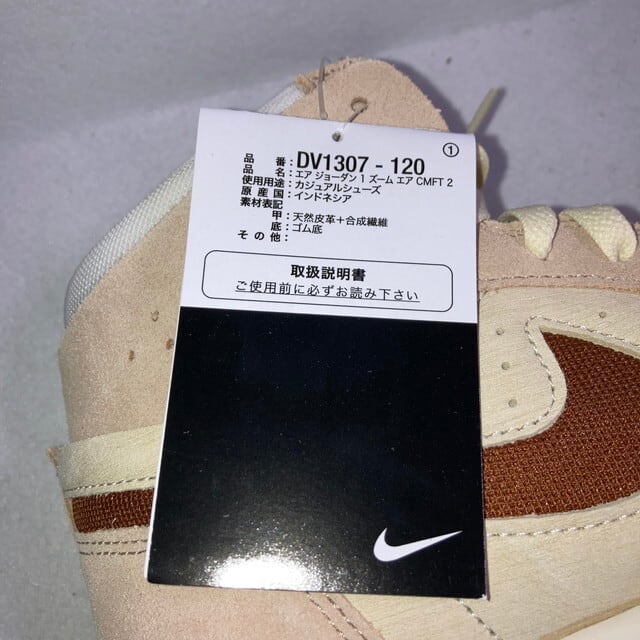 ①
品番：DV1307 - 120
品名：エア ジョーダン 1 ズーム エア CMFT 2
使用用途：カジュアルシューズ
原産国：インドネシア
素材表記
甲：天然皮革＋合成繊維
底：ゴム底
その他：
取扱説明書
ご使用前に必ずお読み下さい